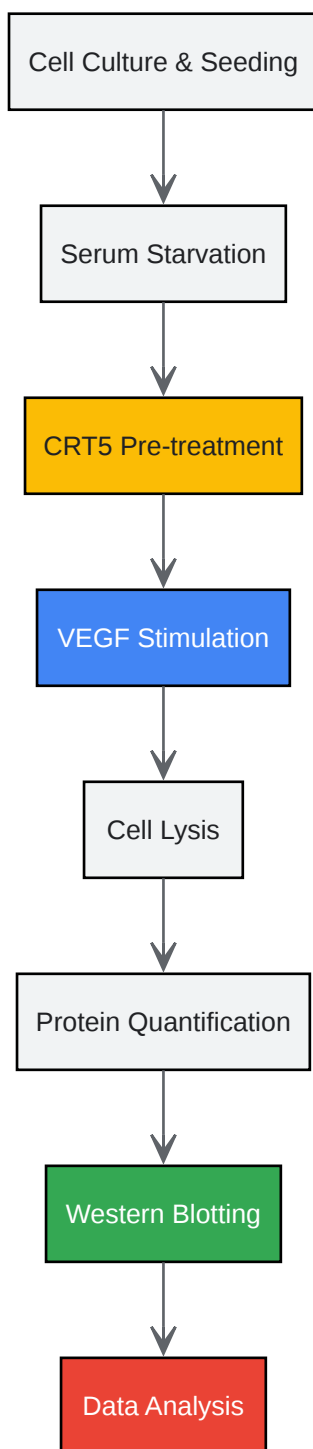 Cell Culture & Seeding
Serum Starvation
CRT5 Pre-treatment
VEGF Stimulation
Cell Lysis
Protein Quantification
Western Blotting
Data Analysis